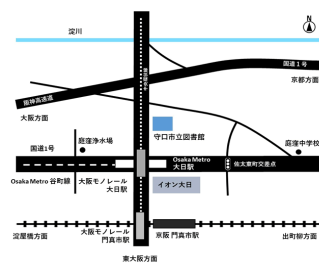 淀川
N
国道1号
京都方面
阪神高速道
大阪方面
守口市立図書館
庭窪浄水場
国道1号
庭窪中学校
Osaka Metro
大日駅
佐太東町交差点
Osaka Metro 谷町線
大阪モノレール
大日駅
イオン大日
大阪モノレール
門真市駅
淀屋橋方面
京阪 門真市駅
出町柳方面
東大阪方面